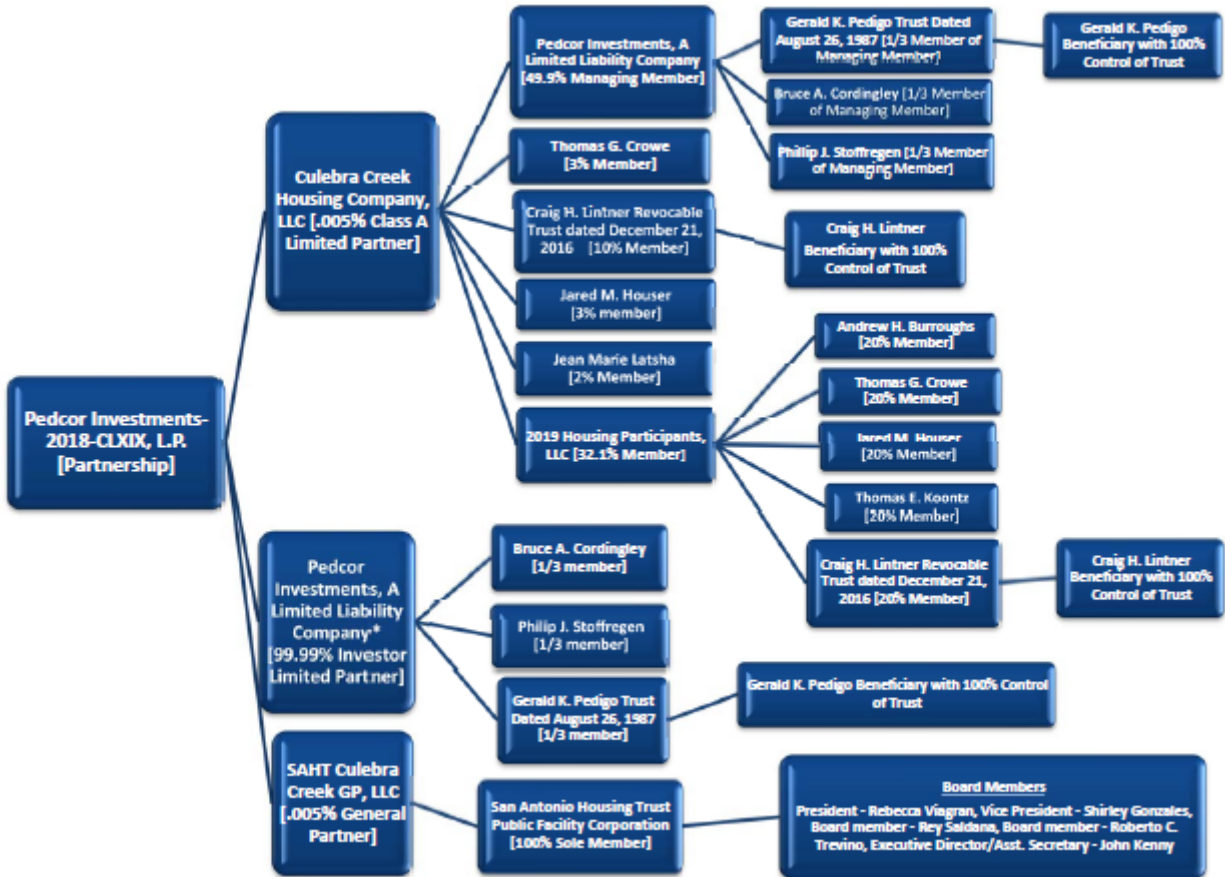 Pedcor Investments-
2018-CLXIX, L.P.
[Partnership]
Culebra Creek
Housing Company,
LLC [.005% Class A
Limited Partner]
Pedcor Investments, A
Limited Liability Company
[49.9% Managing Member]
Gerald K. Pedigo Trust Dated
August 26, 1987 [1/3 Member of
Managing Member]
Gerald K. Pedigo
Beneficiary with 100%
Control of Trust
Bruce A. Cordingley [1/3 Member
of Managing Member]
Phillip J. Stoffregen [1/3 Member
of Managing Member]
Thomas G. Crowe
[3% Member]
Craig H. Lintner Revocable
Trust dated December 21,
2016 [10% Member]
Craig H. Lintner
Beneficiary with 100%
Control of Trust
Jared M. Houser
[3% member]
Jean Marie Latsha
[2% Member]
2019 Housing Participants,
LLC [32.1% Member]
Andrew H. Burroughs
[20% Member]
Thomas G. Crowe
[20% Member]
Jared M. Houser
[20% Member]
Thomas E. Koontz
[20% Member]
Craig H. Lintner Revocable
Trust dated December 21,
2016 [20% Member]
Craig H. Lintner
Beneficiary with 100%
Control of Trust
Pedcor
Investments, A
Limited Liability
Company*
[99.99% Investor
Limited Partner]
Bruce A. Cordingley
[1/3 member]
Philip J. Stoffregen
[1/3 member]
Gerald K. Pedigo Trust
Dated August 26, 1987
[1/3 member]
Gerald K. Pedigo Beneficiary with 100% Control
of Trust
SAHT Culebra
Creek GP, LLC
[.005% General
Partner]
San Antonio Housing Trust
Public Facility Corporation
[100% Sole Member]
Board Members
President - Rebecca Viagran, Vice President - Shirley Gonzales,
Board member - Rey Saldana, Board member - Roberto C.
Trevino, Executive Director/Asst. Secretary - John Kenny